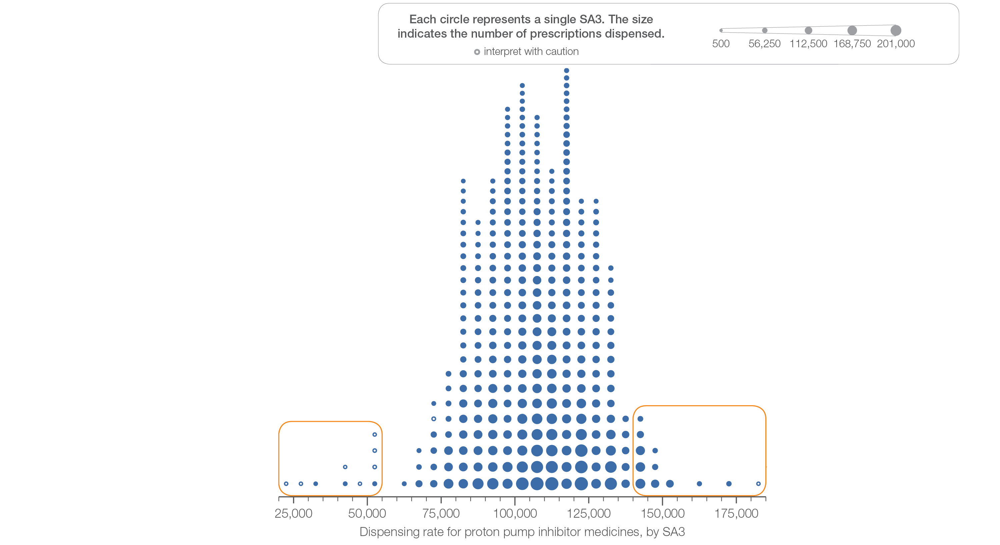 Each circle represents a single SA3. The size
indicates the number of prescriptions dispensed.
interpret with caution
500 56,250 112,500 168,750 201,000
25,000 50,000 75,000 100,000 125,000 150,000 175,000
Dispensing rate for proton pump inhibitor medicines, by SA3